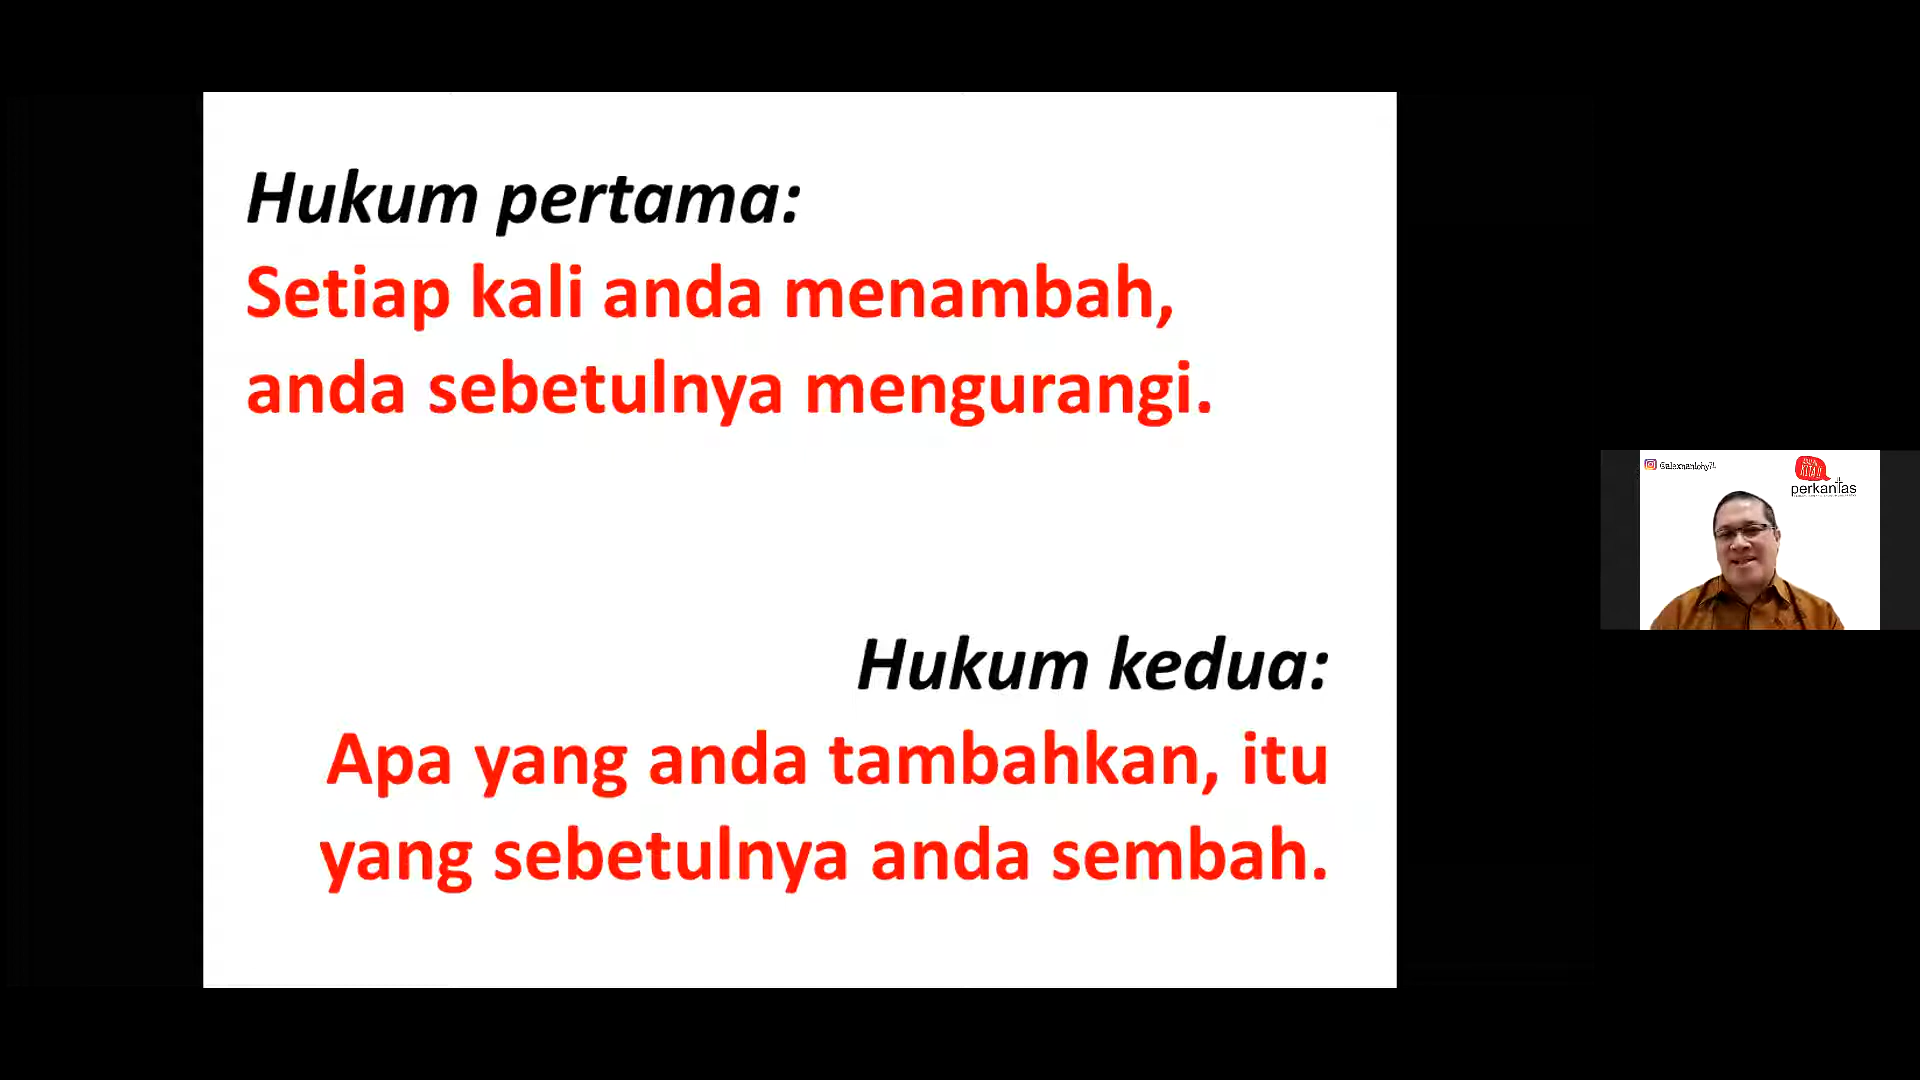 Hukum pertama:
Setiap kali anda menambah,
anda sebetulnya mengurangi.
Hukum kedua:
Apa yang anda tambahkan, itu
yang sebetulnya anda sembah.
perkantas